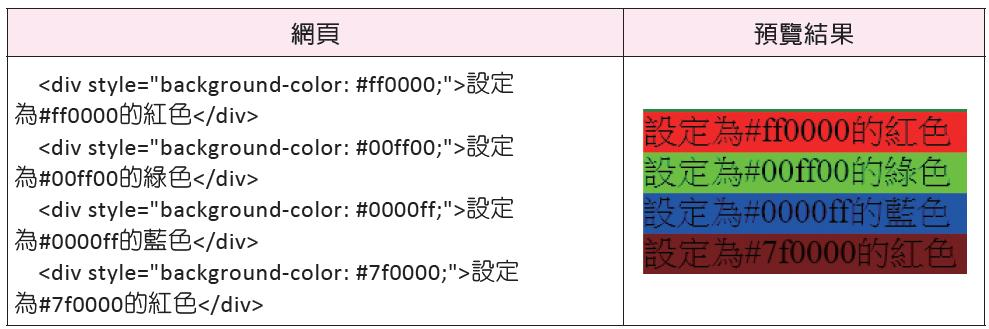 網頁
預覽結果
<div style="background-color: #ff0000;">設定
為#ff0000的紅色</div>
<div style="background-color: #00ff00;">設定
為#00ff00的綠色</div>
<div style="background-color: #0000ff;">設定
為#0000ff的藍色</div>
<div style="background-color: #7f0000;">設定
為#7f0000的紅色</div>
設定為#ff0000的紅色
設定為#00ff00的綠色
設定為#0000ff的藍色
設定為#7f0000的紅色